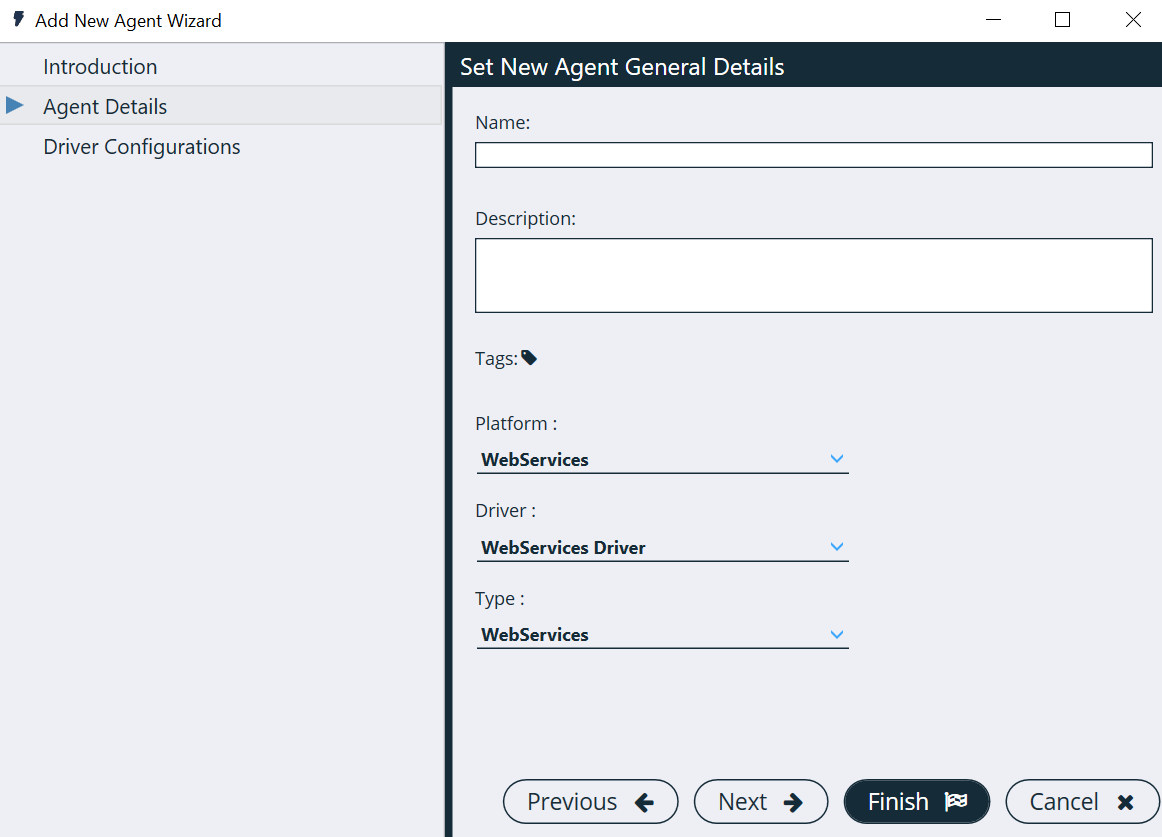 Add New Agent Wizard
Introduction
Agent Details
Driver Configurations
Set New Agent General Details
Name:
Description:
Tags:
Platform :
WebServices
Driver :
WebServices Driver
Type :
WebServices
Previous
Next
Finish
Cancel